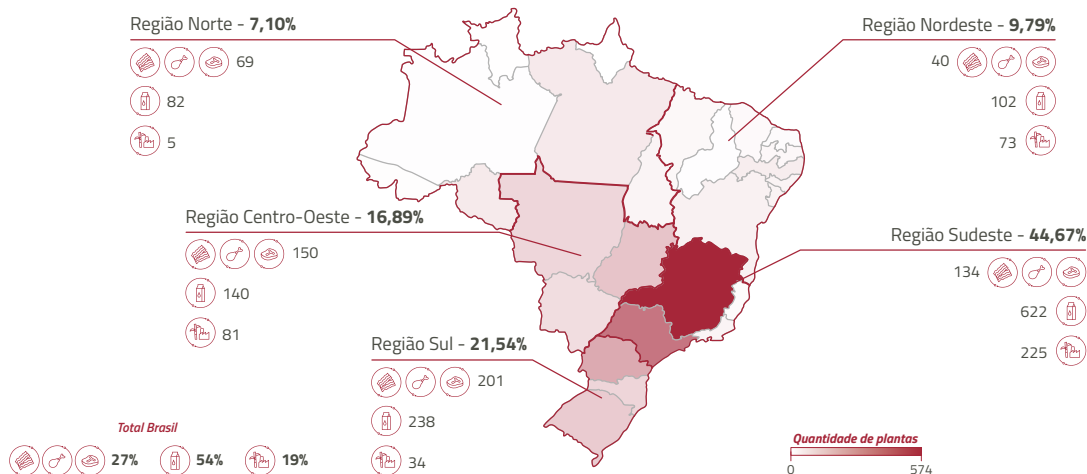 Região Norte - 7,10%
69
82
5
Região Nordeste - 9,79%
40
102
73
Região Centro-Oeste - 16,89%
150
140
81
Região Sudeste - 44,67%
134
622
225
Região Sul - 21,54%
201
238
34
Total Brasil
27% 54% 19%
Quantidade de plantas
0 574